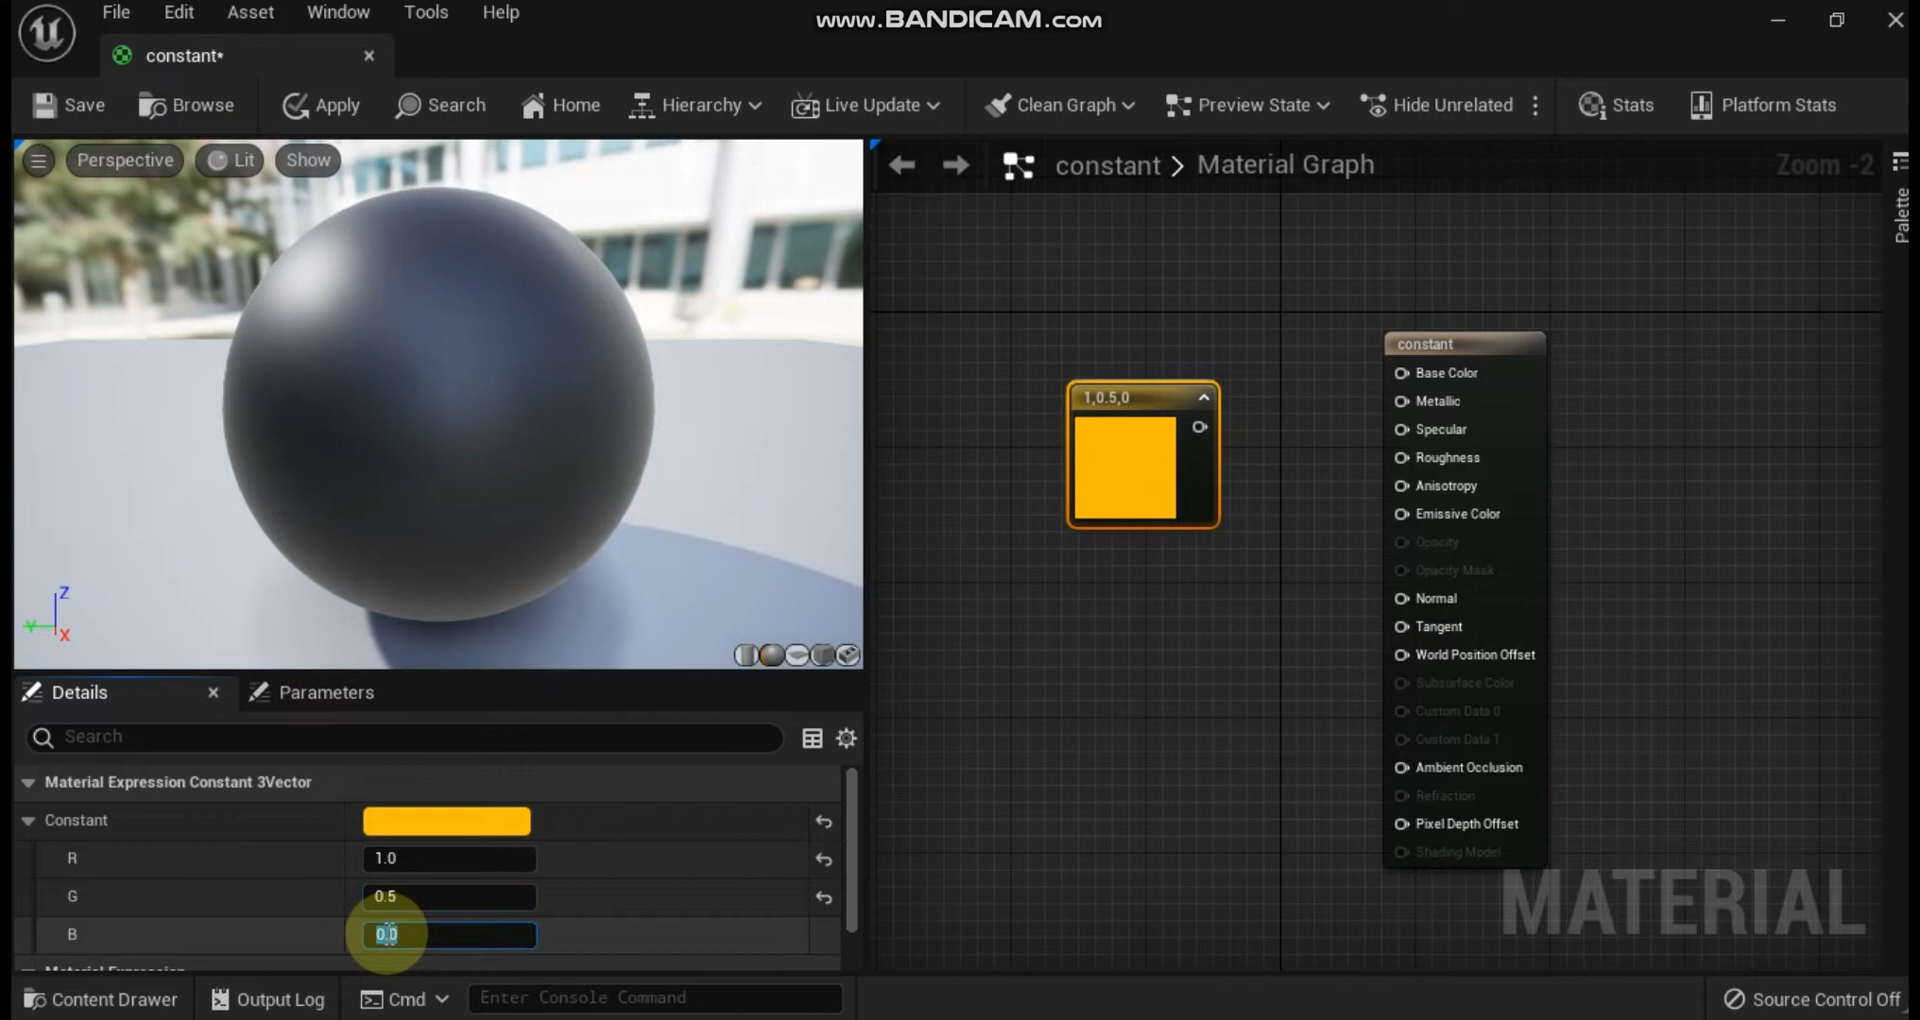 File Edit Asset Window Tools Help
www.BANDICAM.com
constant*
Save Browse Apply Search Home Hierarchy Live Update Clean Graph Preview State Hide Unrelated Stats Platform Stats
Perspective Lit Show
constant > Material Graph
Zoom -2
Palette
1,0.5,0
constant
Base Color
Metallic
Specular
Roughness
Anisotropy
Emissive Color
Opacity
Opacity Mask
Normal
Tangent
World Position Offset
Subsurface Color
Custom Data 0
Custom Data 1
Ambient Occlusion
Refraction
Pixel Depth Offset
Shading Model
MATERIAL
Z
Y
X
Details Parameters
Search
Material Expression Constant 3Vector
Constant
R 1.0
G 0.5
B 0.0
Material Expression
Content Drawer Output Log Cmd Enter Console Command
Source Control Off